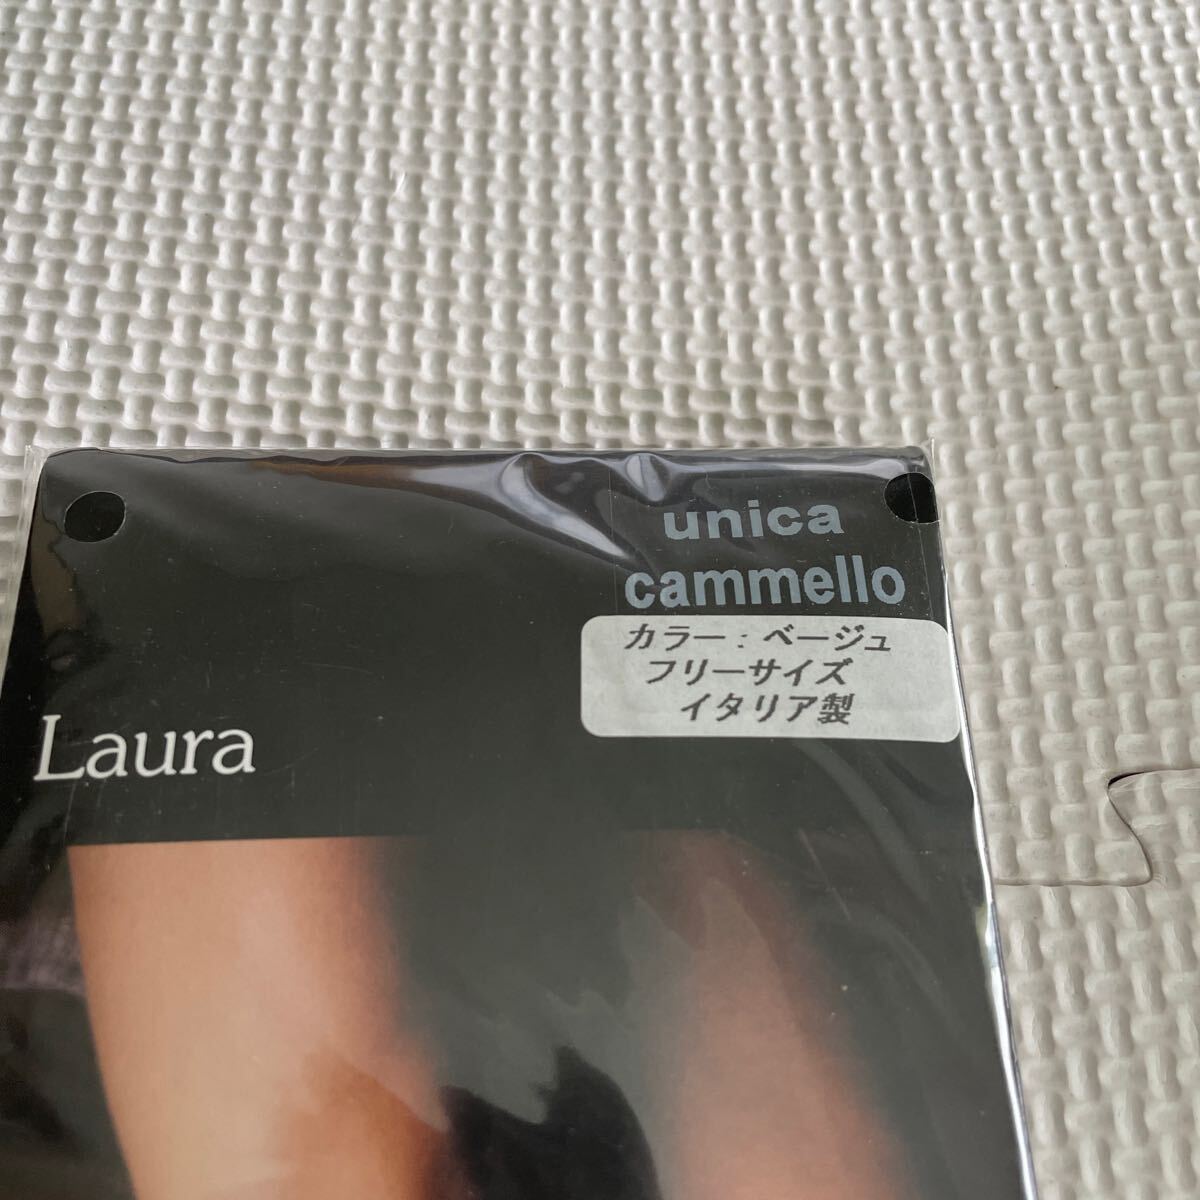 unica
cammello
カラー：ベージュ
フリーサイズ
イタリア製
Laura